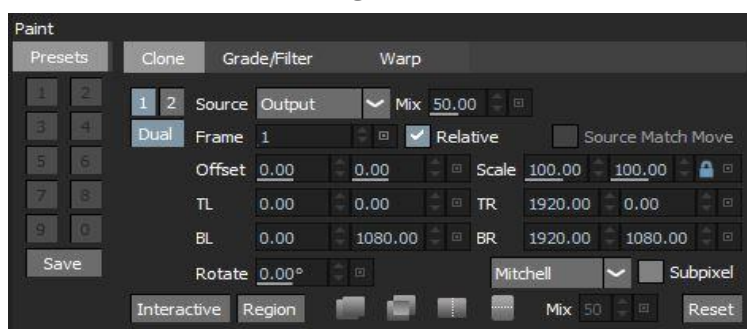 Paint
Presets Clone Grade/Filter Warp
1 2 1 2 Source Output Mix 50.00
3 4 Dual Frame 1 Relative Source Match Move
5 6 Offset 0.00 0.00 Scale 100.00 100.00
7 8 TL 0.00 0.00 TR 1920.00 0.00
9 0 BL 0.00 1080.00 BR 1920.00 1080.00
Save Rotate 0.00° Mitchell Subpixel
Interactive Region Mix 50 Reset